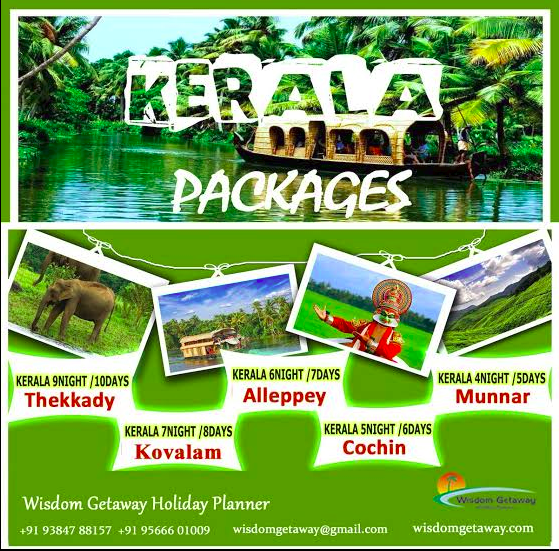 KERALA
PACKAGES
KERALA 9NIGHT /10DAYS
Thekkady
KERALA 6NIGHT /7DAYS
Alleppey
KERALA 4NIGHT /5DAYS
Munnar
KERALA 7NIGHT /8DAYS
Kovalam
KERALA 5NIGHT /6DAYS
Cochin
Wisdom Getaway
Wisdom Getaway Holiday Planner
+91 93847 88157 +91 95666 01009 wisdomgetaway@gmail.com wisdomgetaway.com